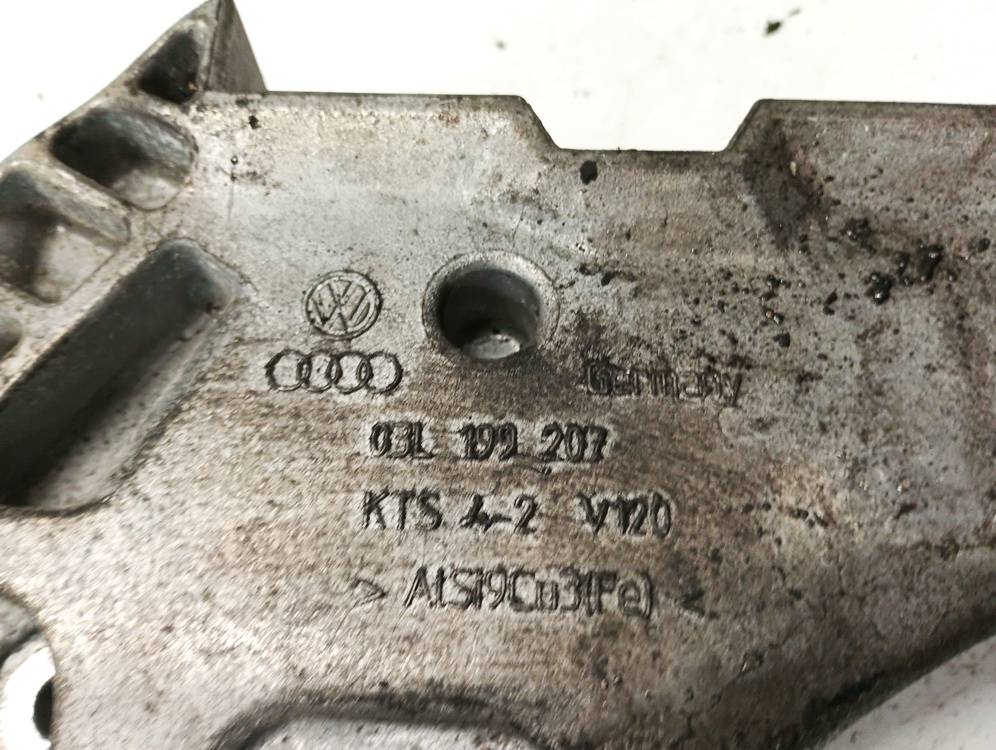 Germany
03L 199 207
KTS 4-2 V120
> AlSi9Cu3(Fe) <